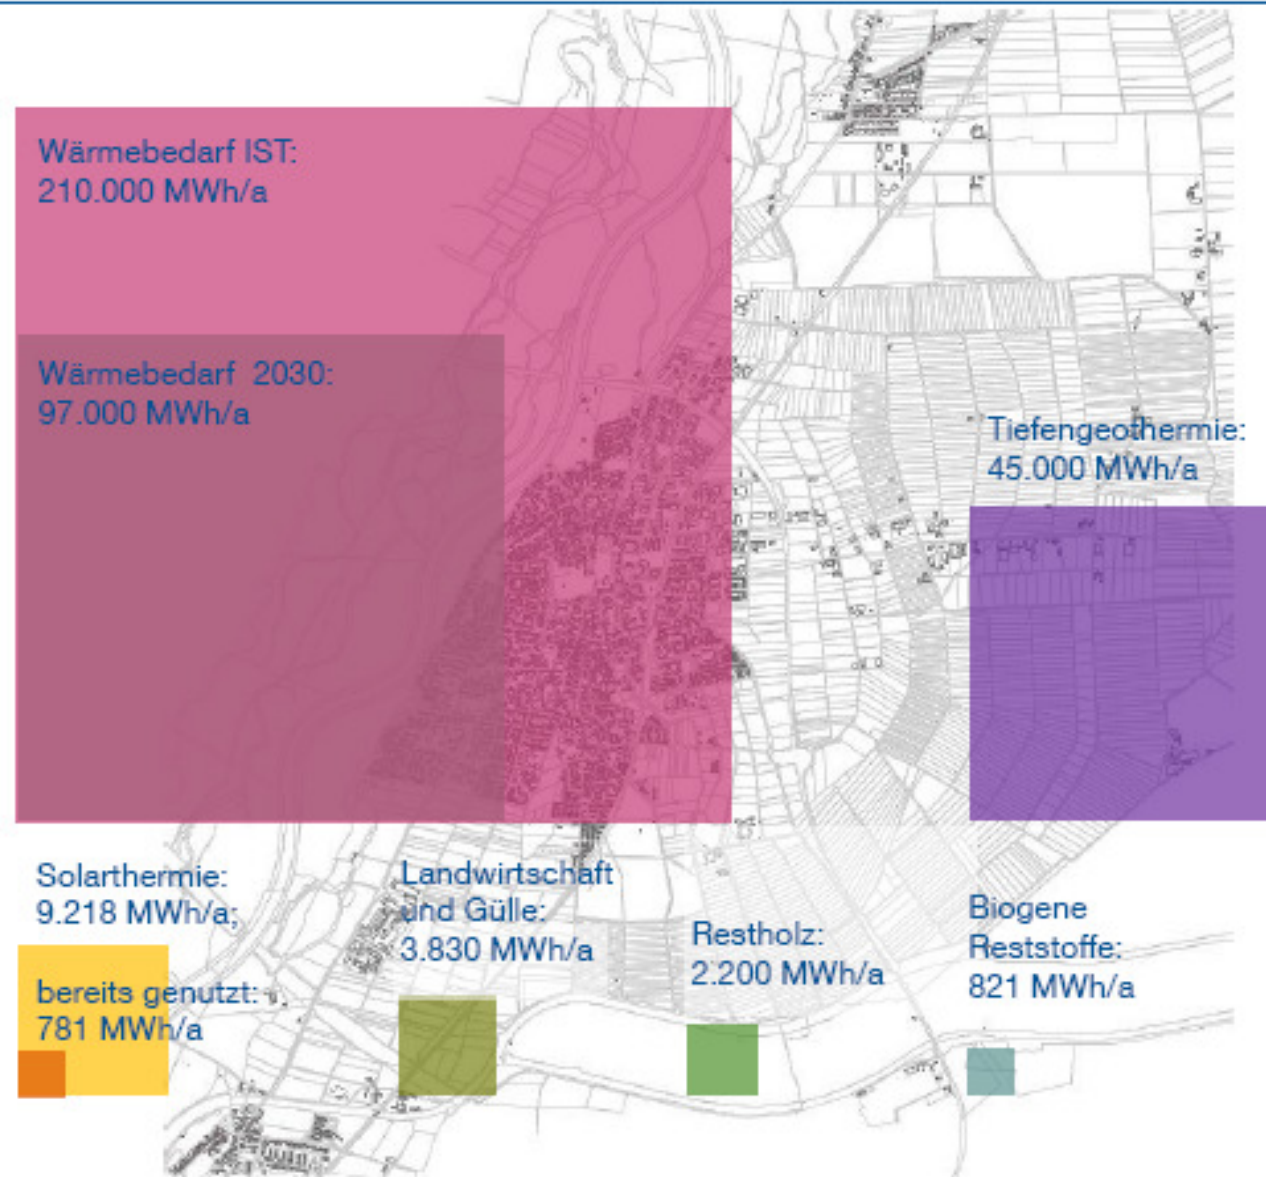 Wärmebedarf IST:
210.000 MWh/a
Wärmebedarf 2030:
97.000 MWh/a
Tiefengeothermie:
45.000 MWh/a
Solarthermie:
9.218 MWh/a;
bereits genutzt:
781 MWh/a
Landwirtschaft
und Gülle:
3.830 MWh/a
Restholz:
2.200 MWh/a
Biogene
Reststoffe:
821 MWh/a